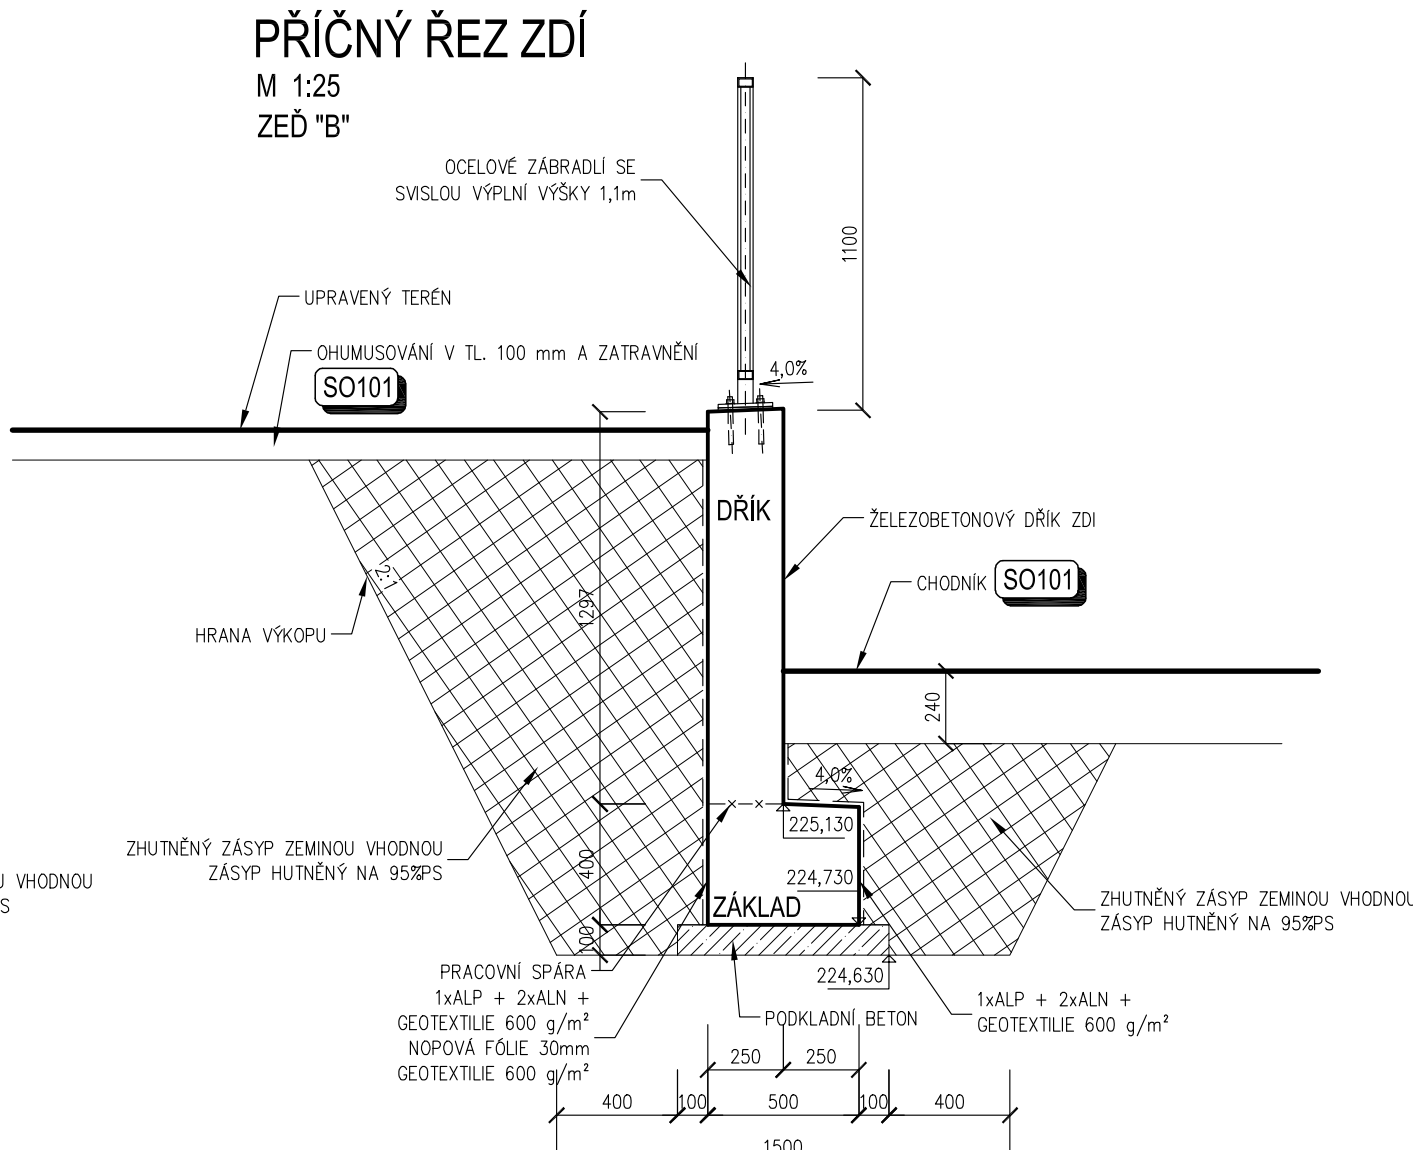 PŘÍČNÝ ŘEZ ZDÍ
M 1:25
ZEĎ "B"
OCELOVÉ ZÁBRADLÍ SE
SVISLOU VÝPLNÍ VÝŠKY 1,1m
1100
UPRAVENÝ TERÉN
OHUMUSOVÁNÍ V TL. 100 mm A ZATRAVNĚNÍ
SO101
4,0%
DŘÍK
ŽELEZOBETONOVÝ DŘÍK ZDI
CHODNÍK
SO101
2:1
1297
HRANA VÝKOPU
240
4,0%
225,130
ZHUTNĚNÝ ZÁSYP ZEMINOU VHODNOU
ZÁSYP HUTNĚNÝ NA 95%PS
U VHODNOU
S
400
224,730
ZÁKLAD
ZHUTNĚNÝ ZÁSYP ZEMINOU VHODNOU
ZÁSYP HUTNĚNÝ NA 95%PS
100
224,630
PRACOVNÍ SPÁRA
1xALP + 2xALN +
GEOTEXTILIE 600 g/m²
NOPOVÁ FÓLIE 30mm
GEOTEXTILIE 600 g/m²
PODKLADNÍ BETON
1xALP + 2xALN +
GEOTEXTILIE 600 g/m²
250 250
400 100 500 100 400
1500